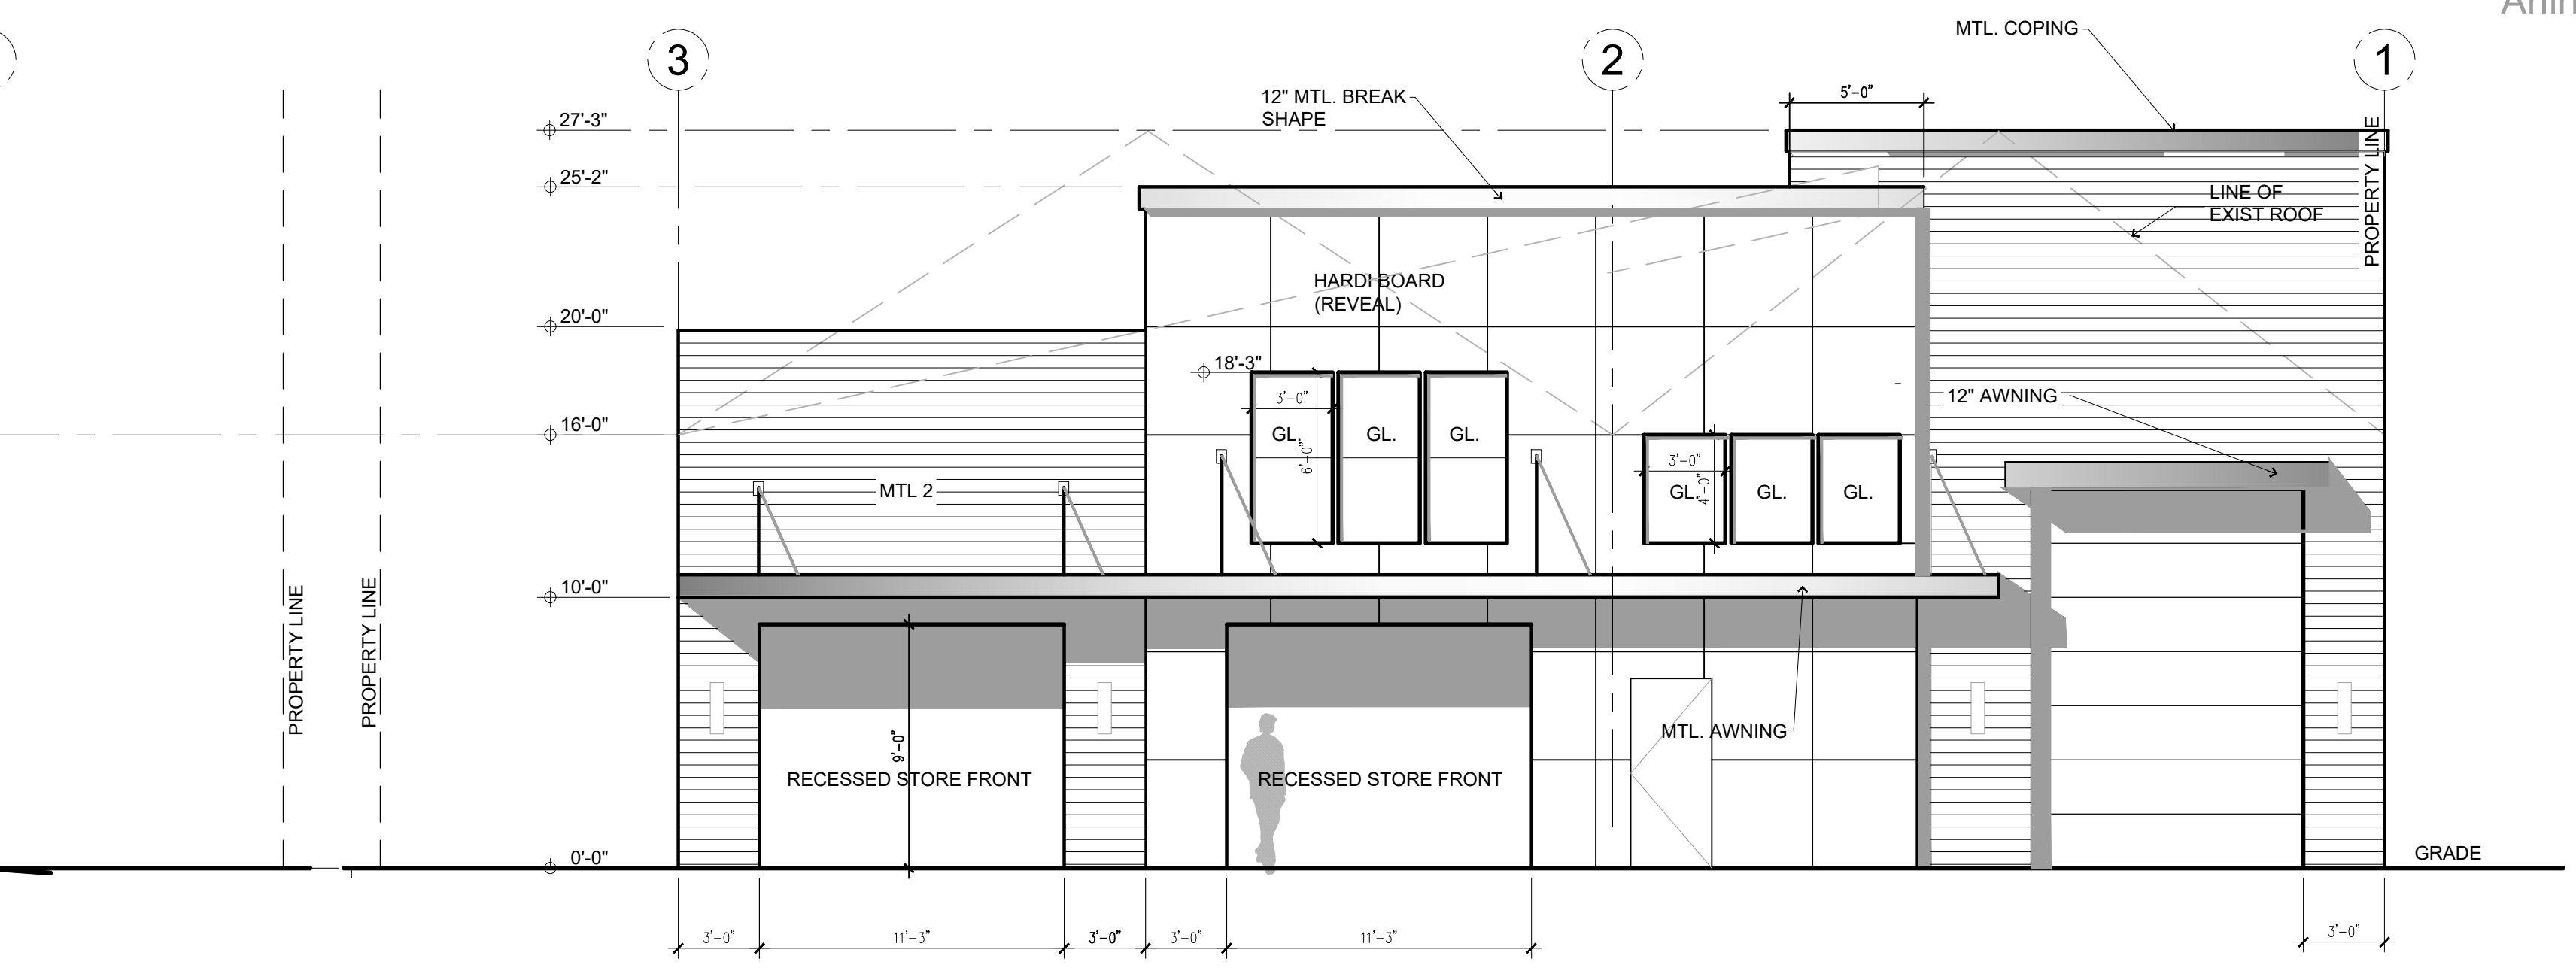 MTL. COPING
3
2
1
12" MTL. BREAK
SHAPE
5'-0"
27'-3"
25'-2"
LINE OF
EXIST ROOF
PROPERTY LINE
HARDI BOARD
(REVEAL)
20'-0"
18'-3"
3'-0"
12" AWNING
16'-0"
GL.
GL.
GL.
6'-0"
3'-0"
MTL 2
GL.
4'-0"
GL.
GL.
10'-0"
PROPERTY LINE
PROPERTY LINE
MTL. AWNING
9'-0"
RECESSED STORE FRONT
RECESSED STORE FRONT
0'-0"
GRADE
3'-0"
11'-3"
3'-0"
3'-0"
11'-3"
3'-0"